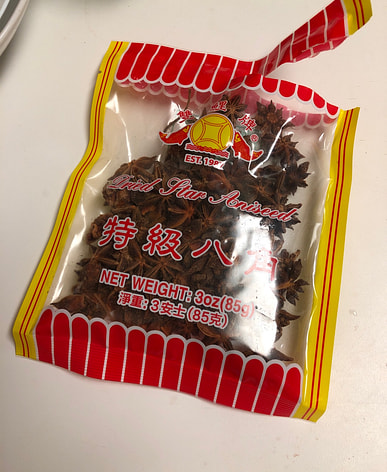 ®
EST. 198
Dried Star Aniseed
特級八角
NET WEIGHT: 3oz(85g)
淨重: 3安士(85克)